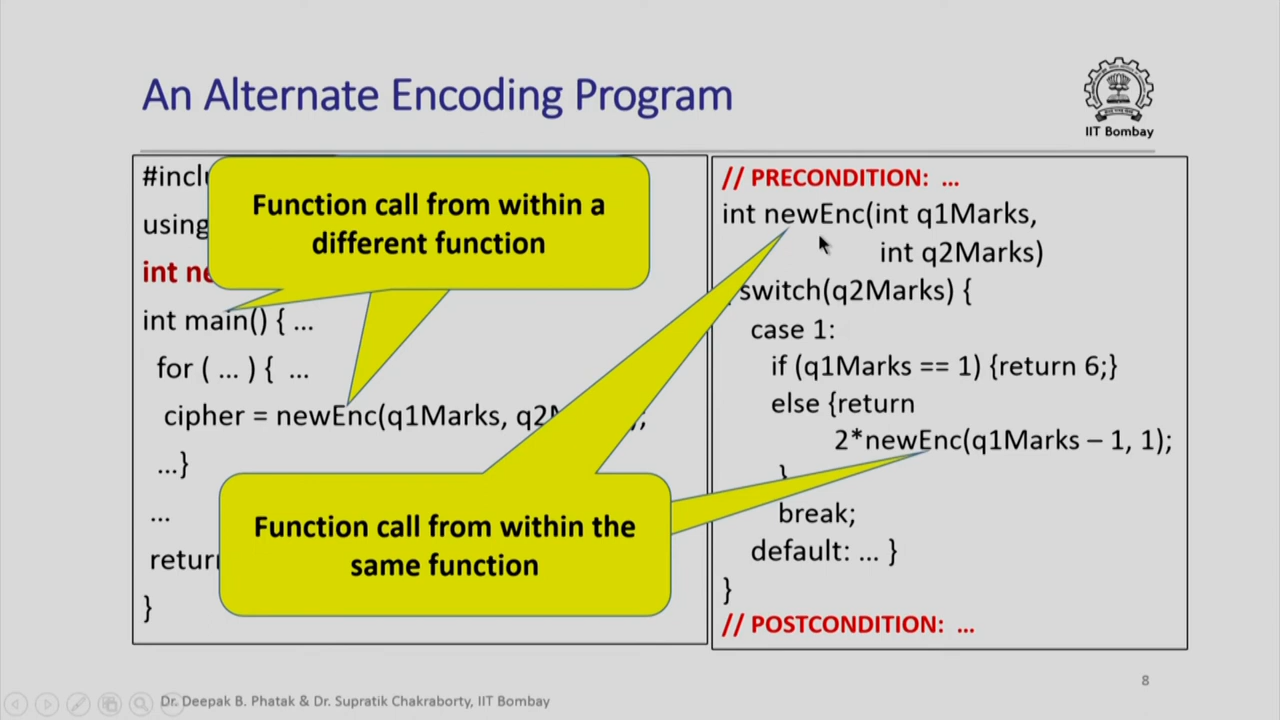 An Alternate Encoding Program
IIT Bombay
#inclu
using
int ne
int main() { ...
for ( ... ) { ...
cipher = newEnc(q1Marks, q2M
...}
...
return
}
Function call from within a
different function
Function call from within the
same function
// PRECONDITION: ...
int newEnc(int q1Marks,
int q2Marks)
switch(q2Marks) {
case 1:
if (q1Marks == 1) {return 6;}
else {return
2*newEnc(q1Marks – 1, 1);
}
break;
default: ... }
}
// POSTCONDITION: ...
8
Dr. Deepak B. Phatak & Dr. Supratik Chakraborty, IIT Bombay